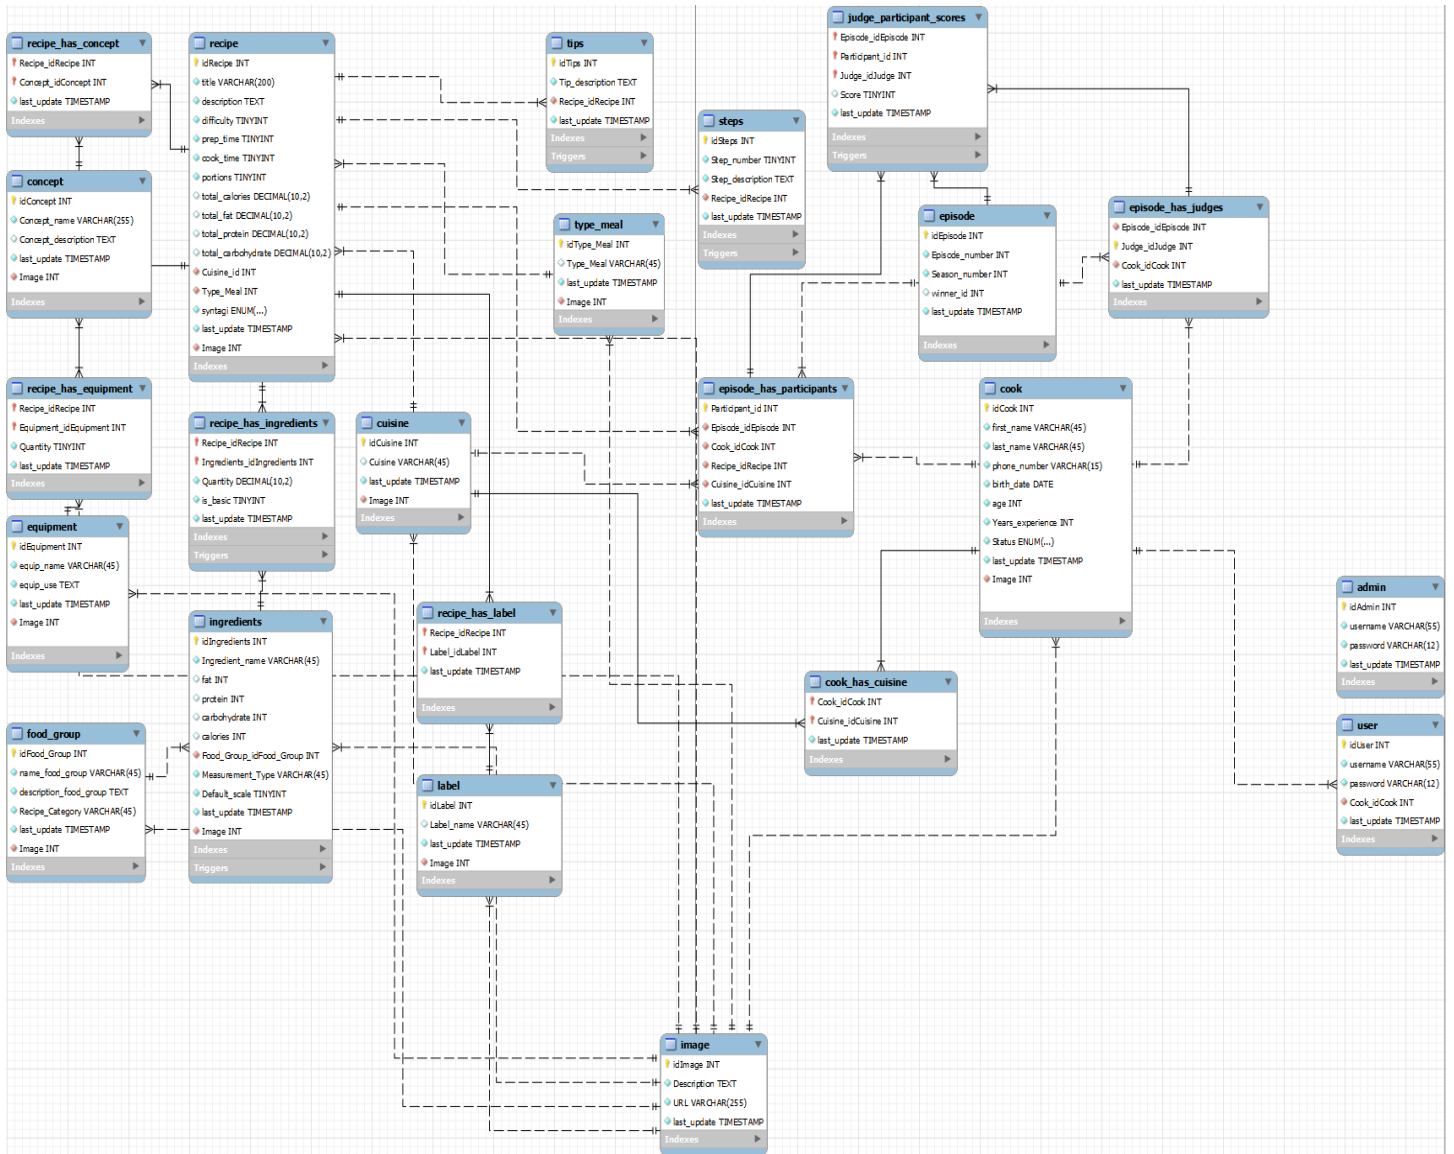 recipe_has_concept
Recipe_idRecipe INT
Concept_idConcept INT
last_update TIMESTAMP
Indexes
concept
idConcept INT
Concept_name VARCHAR(255)
Concept_description TEXT
last_update TIMESTAMP
Image INT
Indexes
recipe_has_equipment
Recipe_idRecipe INT
Equipment_idEquipment INT
Quantity TINYINT
last_update TIMESTAMP
Indexes
equipment
idEquipment INT
equip_name VARCHAR(45)
equip_use TEXT
last_update TIMESTAMP
Image INT
Indexes
food_group
idFood_Group INT
name_food_group VARCHAR(45)
description_food_group TEXT
Recipe_Category VARCHAR(45)
last_update TIMESTAMP
Image INT
Indexes
recipe
idRecipe INT
title VARCHAR(200)
description TEXT
difficulty TINYINT
prep_time TINYINT
cook_time TINYINT
portions TINYINT
total_calories DECIMAL(10,2)
total_fat DECIMAL(10,2)
total_protein DECIMAL(10,2)
total_carbohydrate DECIMAL(10,2)
Cuisine_id INT
Type_Meal INT
syntagi ENUM(...)
last_update TIMESTAMP
Image INT
Indexes
recipe_has_ingredients
Recipe_idRecipe INT
Ingredients_idIngredients INT
Quantity DECIMAL(10,2)
is_basic TINYINT
last_update TIMESTAMP
Indexes
Triggers
ingredients
idIngredients INT
Ingredient_name VARCHAR(45)
fat INT
protein INT
carbohydrate INT
calories INT
Food_Group_idFood_Group INT
Measurement_Type VARCHAR(45)
Default_scale TINYINT
last_update TIMESTAMP
Image INT
Indexes
Triggers
cuisine
idCuisine INT
Cuisine VARCHAR(45)
last_update TIMESTAMP
Image INT
Indexes
recipe_has_label
Recipe_idRecipe INT
Label_idLabel INT
last_update TIMESTAMP
Indexes
label
idLabel INT
Label_name VARCHAR(45)
last_update TIMESTAMP
Image INT
Indexes
tips
idTips INT
Tip_description TEXT
Recipe_idRecipe INT
last_update TIMESTAMP
Indexes
Triggers
type_meal
idType_Meal INT
Type_Meal VARCHAR(45)
last_update TIMESTAMP
Image INT
Indexes
steps
idSteps INT
Step_number TINYINT
Step_description TEXT
Recipe_idRecipe INT
last_update TIMESTAMP
Indexes
Triggers
judge_participant_scores
Episode_idEpisode INT
Participant_id INT
Judge_idJudge INT
Score TINYINT
last_update TIMESTAMP
Indexes
Triggers
episode
idEpisode INT
Episode_number INT
Season_number INT
winner_id INT
last_update TIMESTAMP
Indexes
episode_has_judges
Episode_idEpisode INT
Judge_idJudge INT
Cook_idCook INT
last_update TIMESTAMP
Indexes
episode_has_participants
Participant_id INT
Episode_idEpisode INT
Cook_idCook INT
Recipe_idRecipe INT
Cuisine_idCuisine INT
last_update TIMESTAMP
Indexes
cook
idCook INT
first_name VARCHAR(45)
last_name VARCHAR(45)
phone_number VARCHAR(15)
birth_date DATE
age INT
Years_experience INT
Status ENUM(...)
last_update TIMESTAMP
Image INT
Indexes
cook_has_cuisine
Cook_idCook INT
Cuisine_idCuisine INT
last_update TIMESTAMP
Indexes
admin
idAdmin INT
username VARCHAR(55)
password VARCHAR(12)
last_update TIMESTAMP
Indexes
user
idUser INT
username VARCHAR(55)
password VARCHAR(12)
Cook_idCook INT
last_update TIMESTAMP
Indexes
image
idImage INT
Description TEXT
URL VARCHAR(255)
last_update TIMESTAMP
Indexes